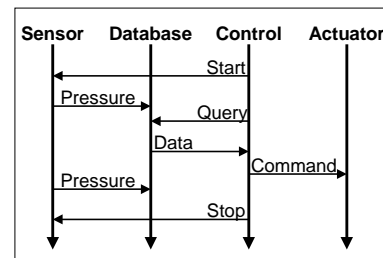 Sensor Database Control Actuator
Start
Pressure
Query
Data
Command
Pressure
Stop